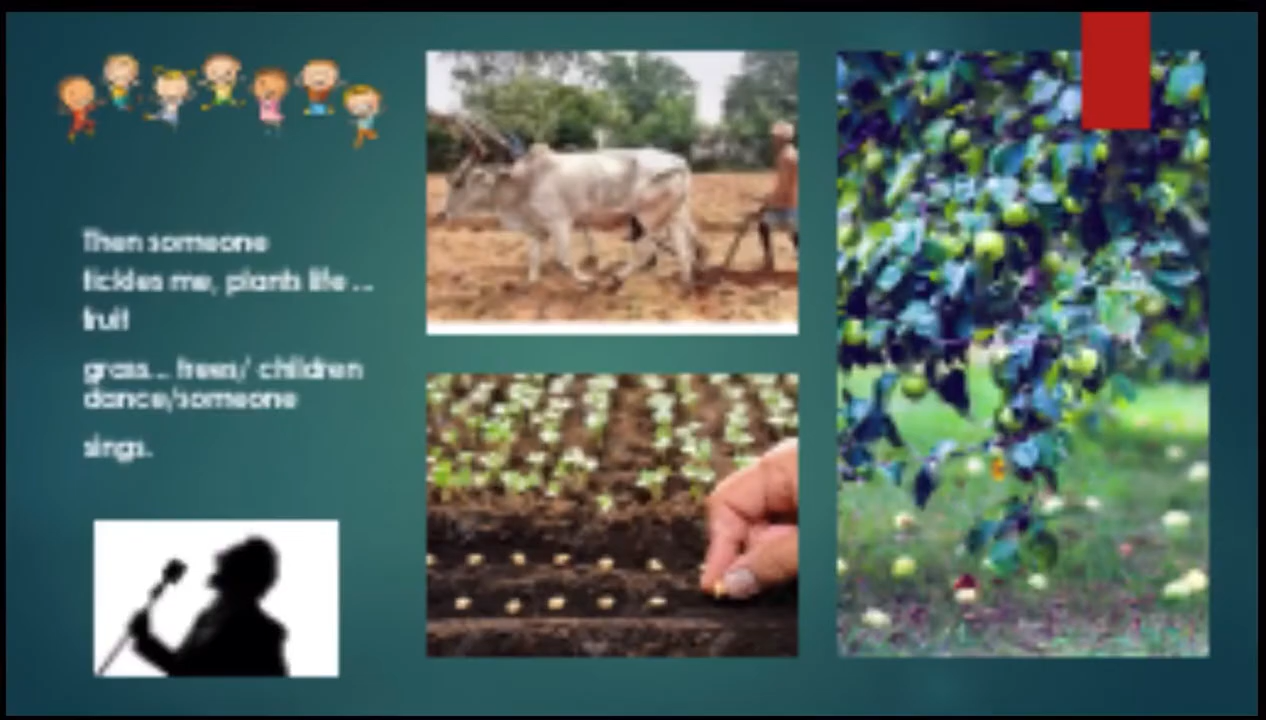 Then someone
tickles me, plants life ...
fruit
grass... trees/ children
dance/someone
sings.